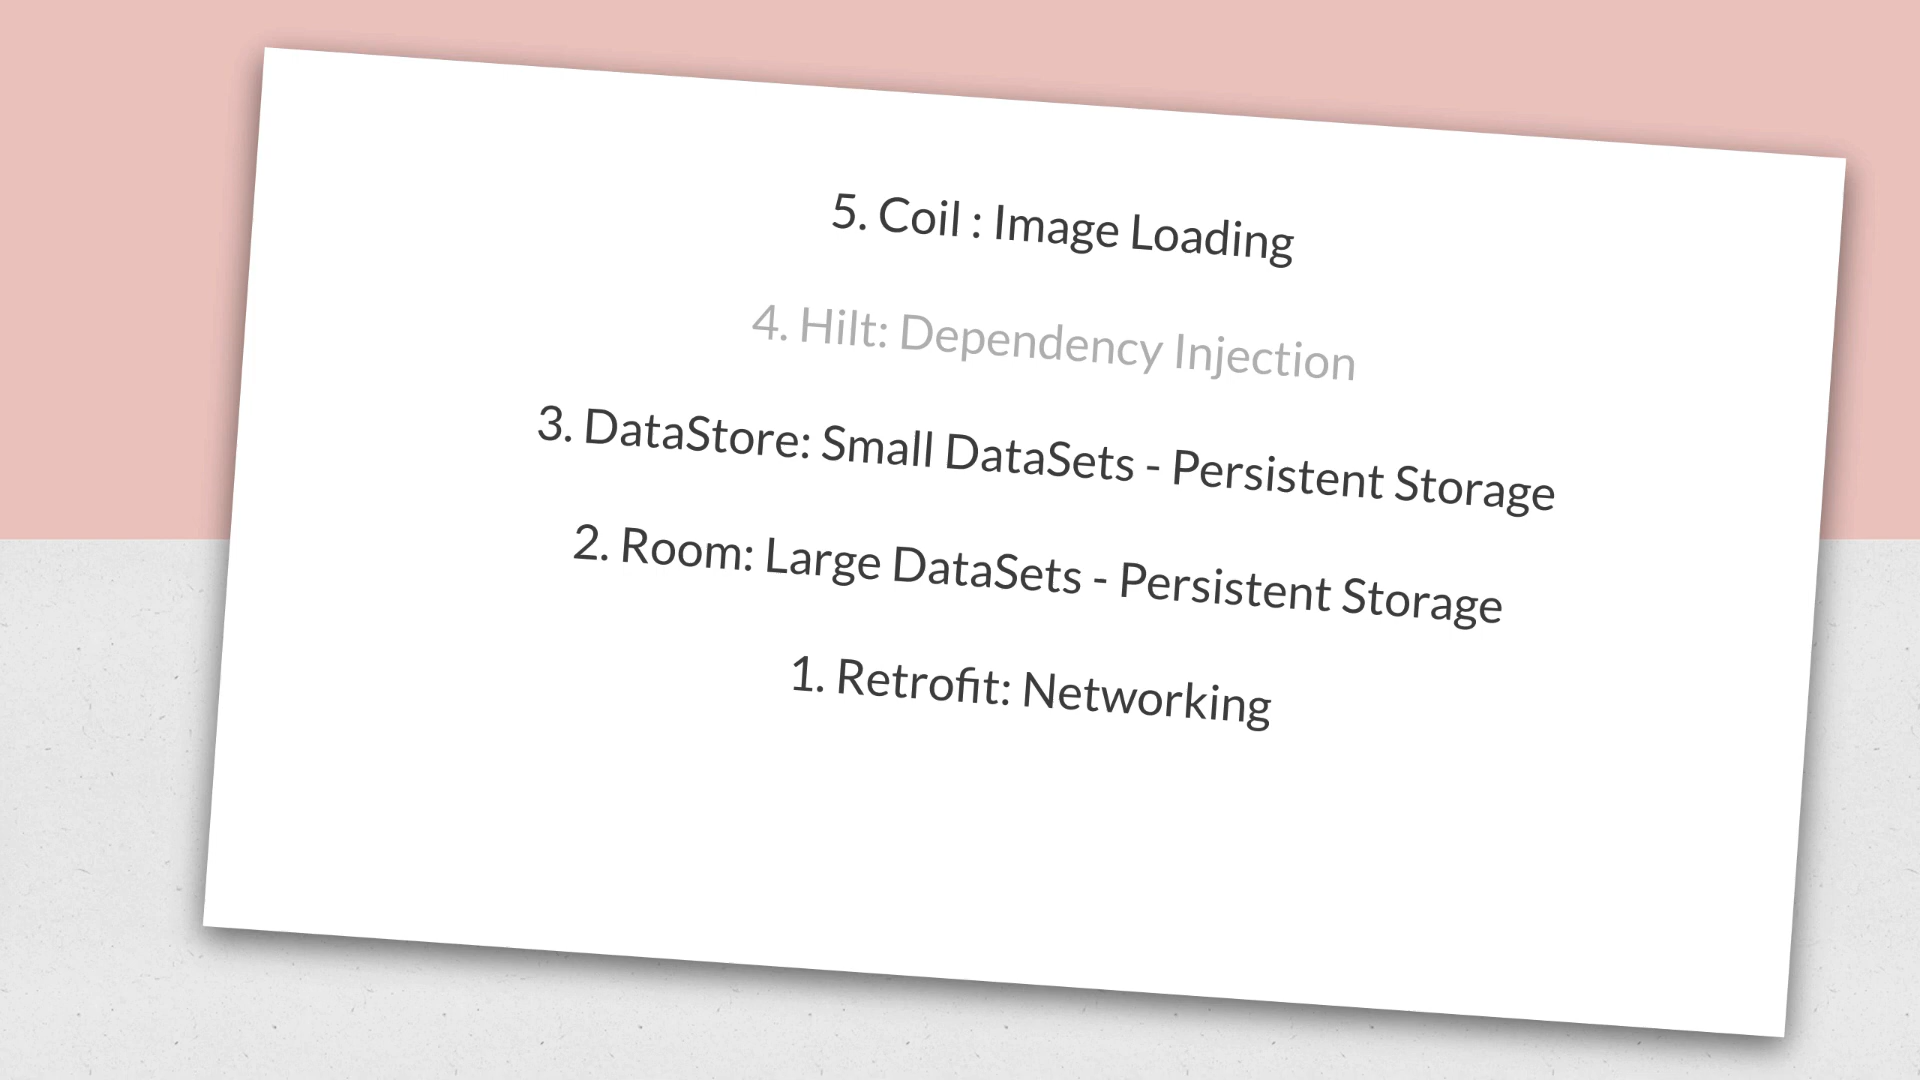 5. Coil : Image Loading
4. Hilt: Dependency Injection
3. DataStore: Small DataSets - Persistent Storage
2. Room: Large DataSets - Persistent Storage
1. Retrofit: Networking